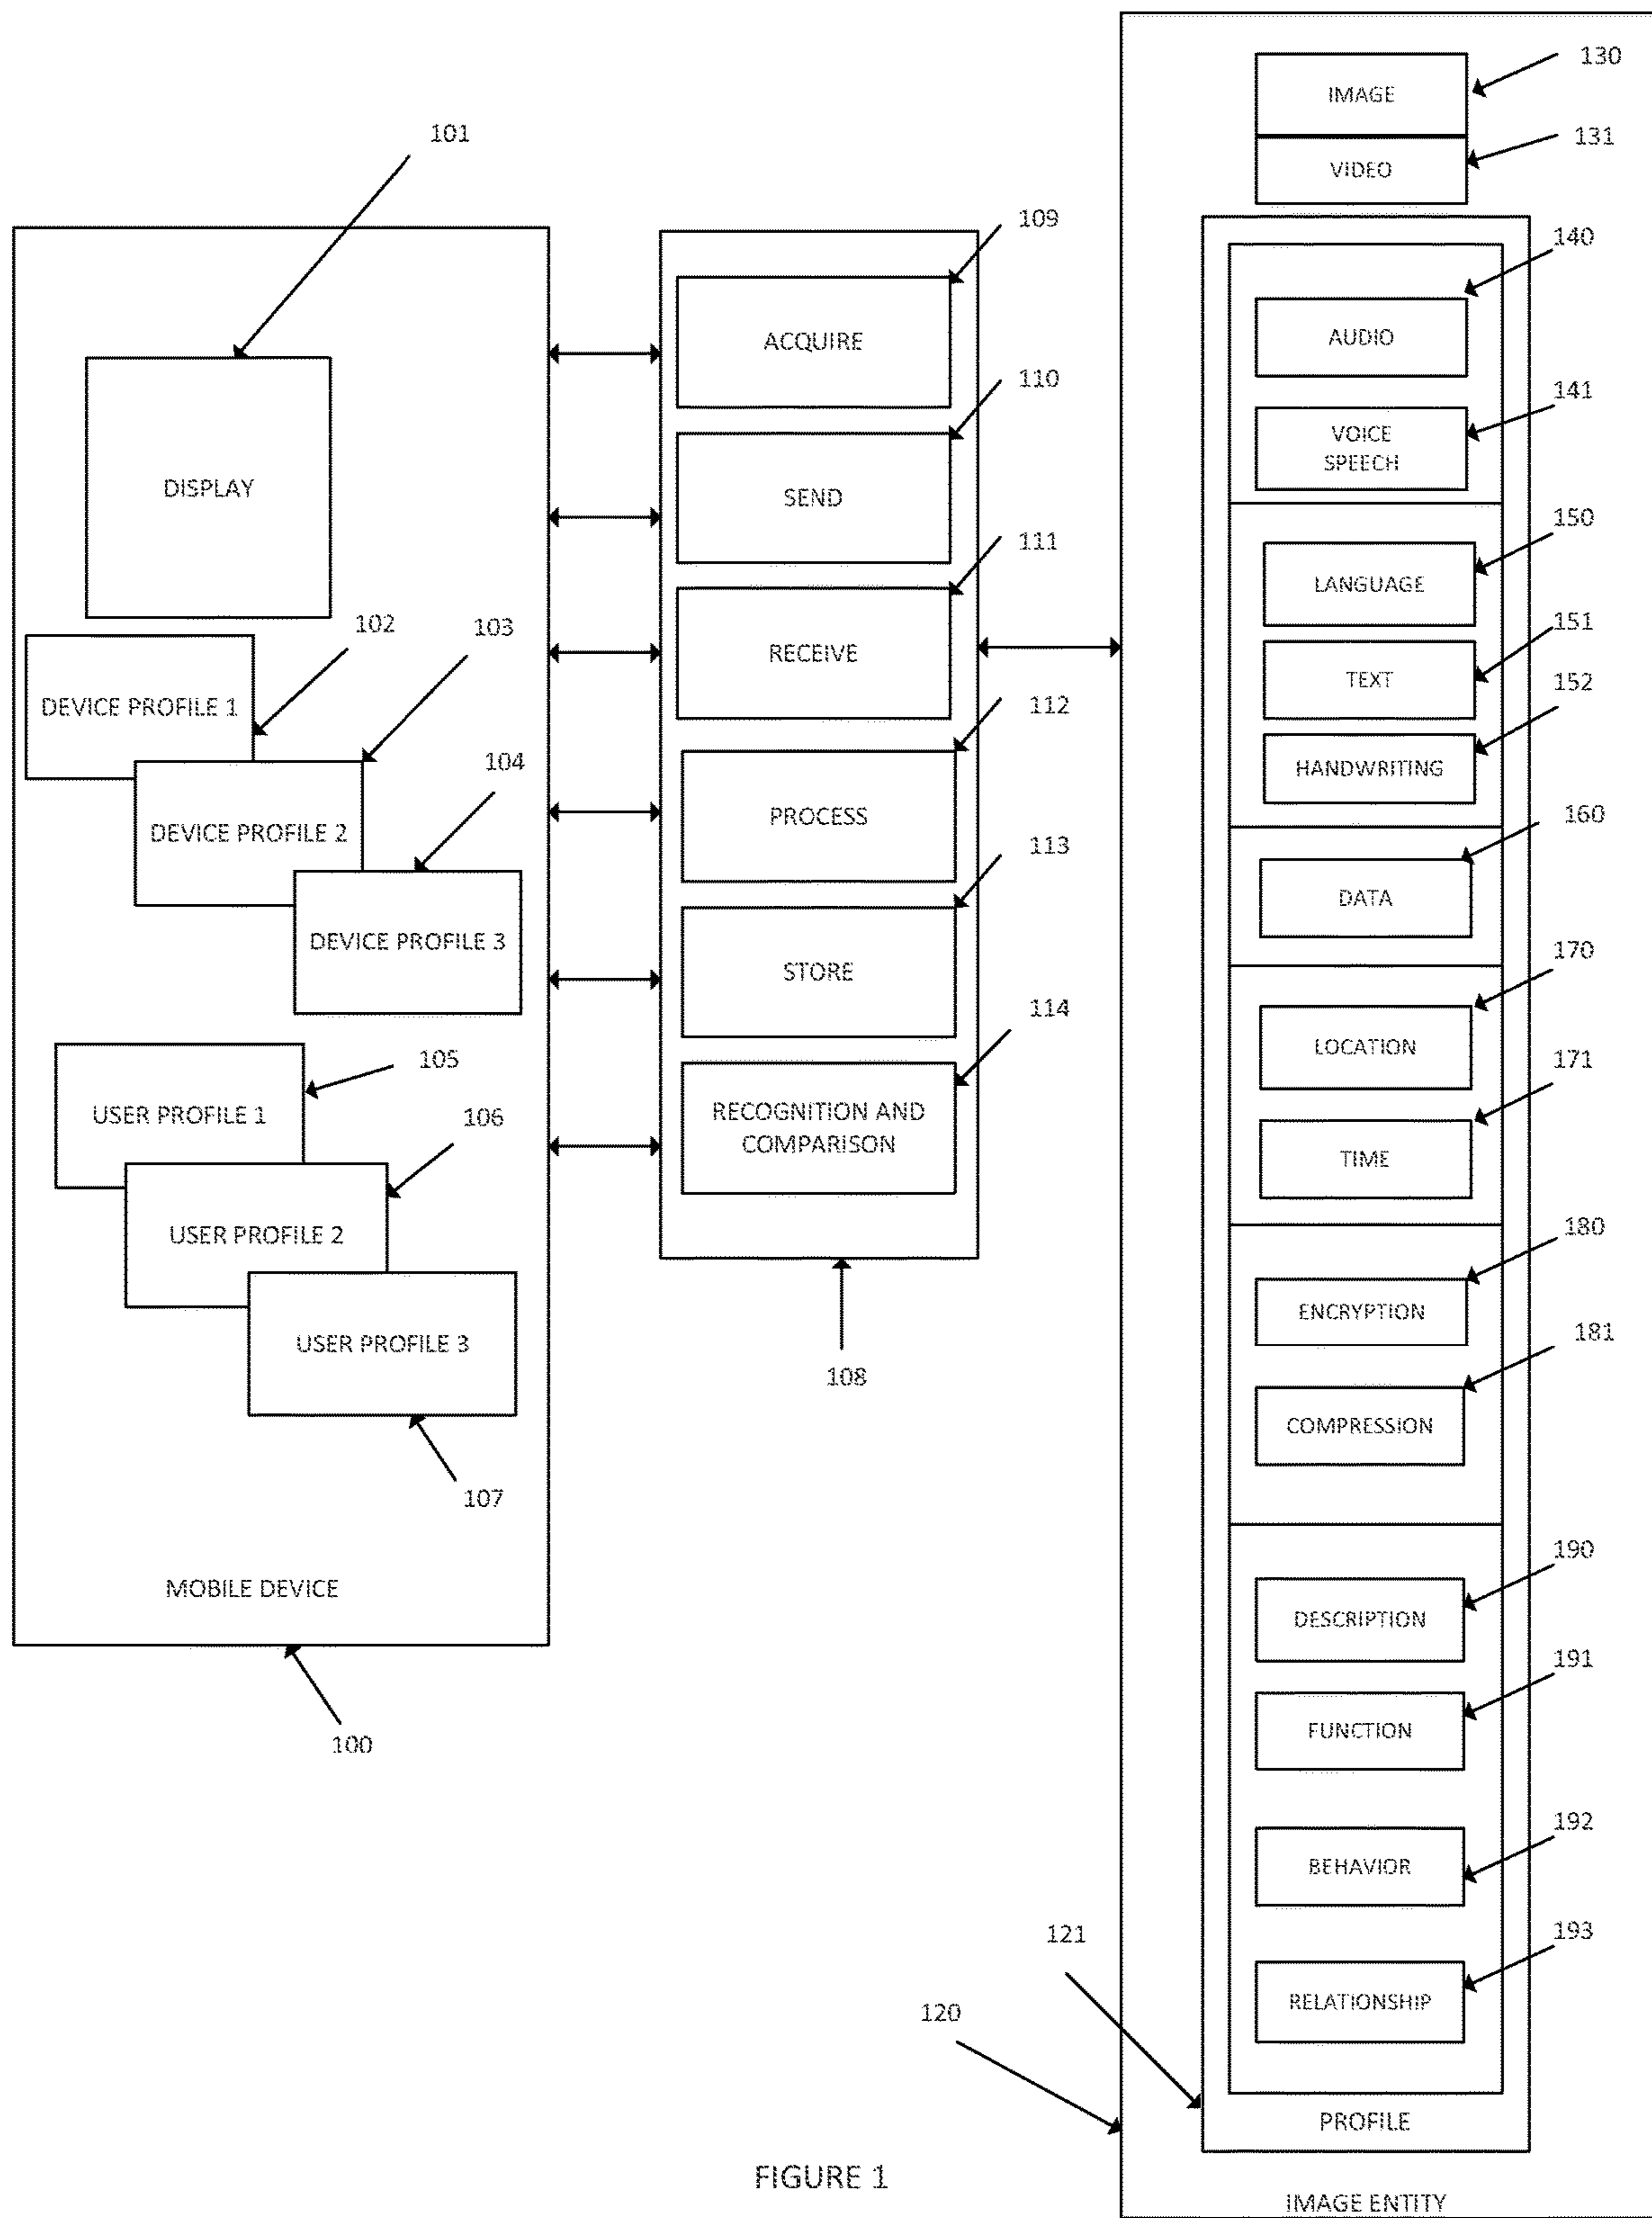 101
DISPLAY
102
103
DEVICE PROFILE 1
104
DEVICE PROFILE 2
DEVICE PROFILE 3
105
USER PROFILE 1
106
USER PROFILE 2
USER PROFILE 3
107
MOBILE DEVICE
100
109
ACQUIRE
110
SEND
111
RECEIVE
112
PROCESS
113
STORE
114
RECOGNITION AND
COMPARISON
108
130
IMAGE
131
VIDEO
140
AUDIO
141
VOICE
SPEECH
150
LANGUAGE
151
TEXT
152
HANDWRITING
160
DATA
170
LOCATION
171
TIME
180
ENCRYPTION
181
COMPRESSION
190
DESCRIPTION
191
FUNCTION
192
BEHAVIOR
193
RELATIONSHIP
121
120
PROFILE
IMAGE ENTITY
FIGURE 1